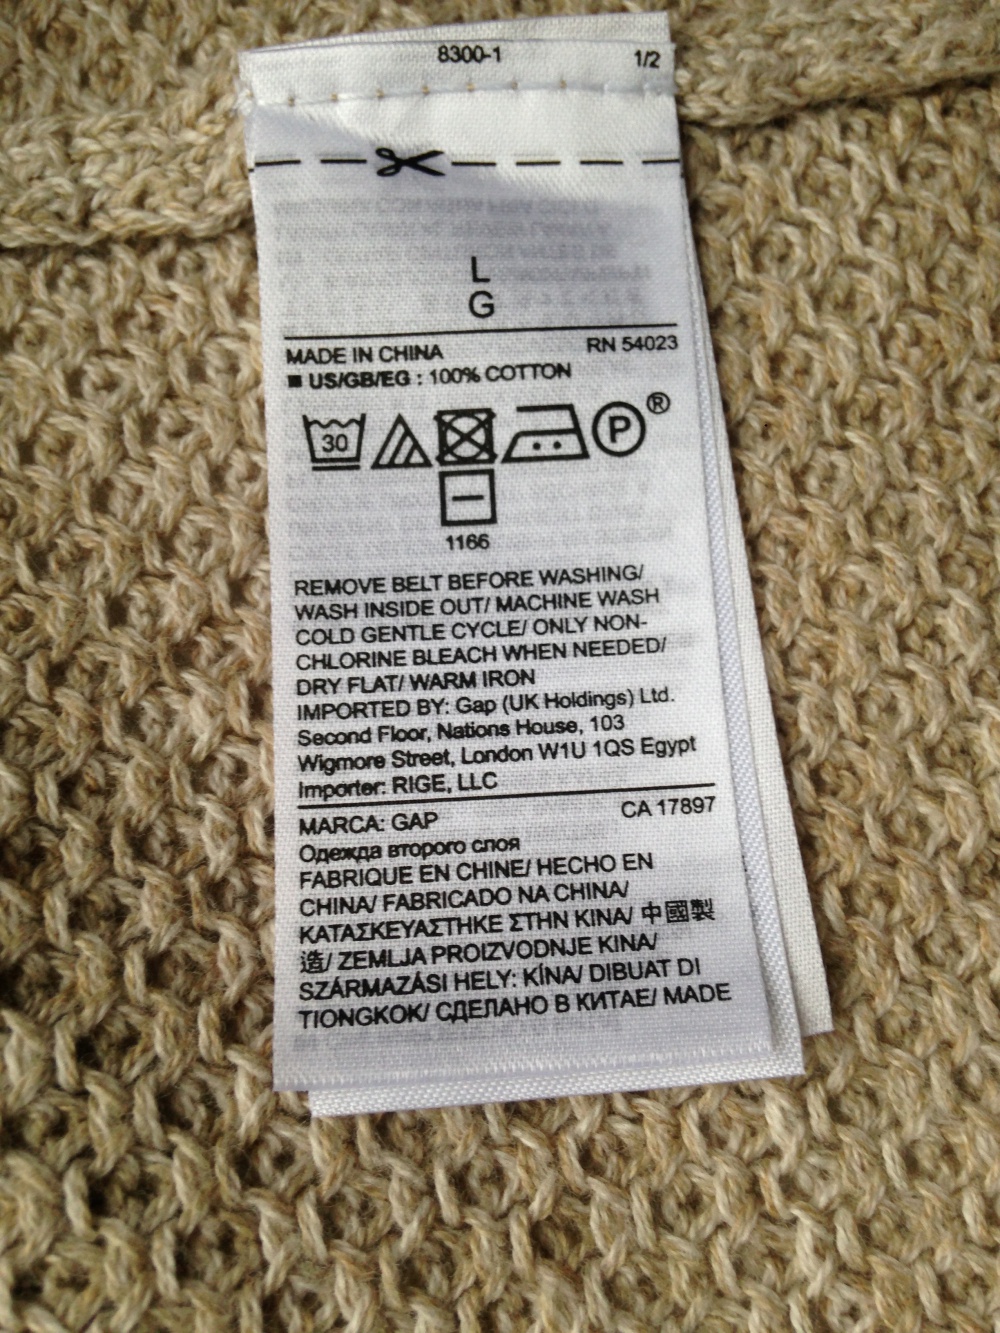 8300-1 1/2
L
G
MADE IN CHINA RN 54023
■ US/GB/EG : 100% COTTON
30 P ®
1166
REMOVE BELT BEFORE WASHING/
WASH INSIDE OUT/ MACHINE WASH
COLD GENTLE CYCLE/ ONLY NON-
CHLORINE BLEACH WHEN NEEDED/
DRY FLAT/ WARM IRON
IMPORTED BY: Gap (UK Holdings) Ltd.
Second Floor, Nations House, 103
Wigmore Street, London W1U 1QS Egypt
Importer: RIGE, LLC
MARCA: GAP CA 17897
Одежда второго слоя
FABRIQUE EN CHINE/ HECHO EN
CHINA/ FABRICADO NA CHINA/
ΚΑΤΑΣΚΕΥΑΣΤΗΚΕ ΣΤΗΝ ΚΙΝΑ/ 中國製
造/ ZEMLJA PROIZVODNJE KINA/
SZÁRMAZÁSI HELY: KÍNA/ DIBUAT DI
TIONGKOK/ СДЕЛАНО В КИТАЕ/ MADE